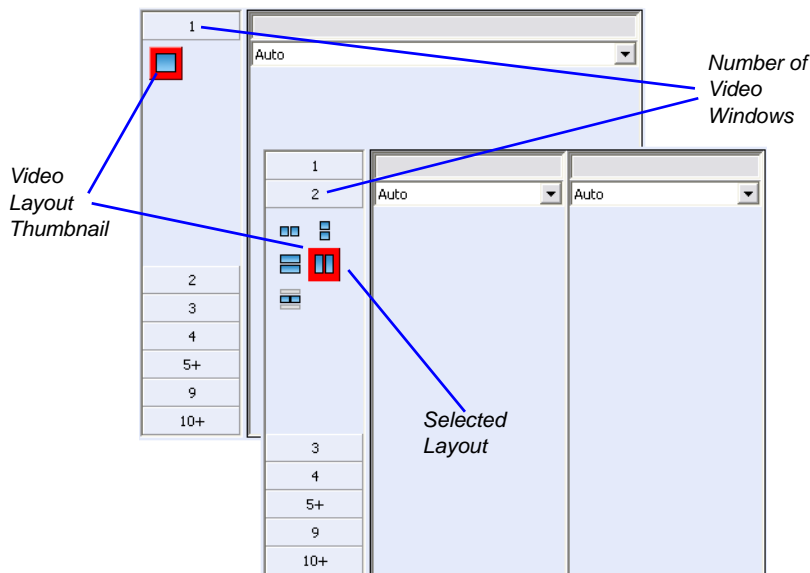 1
Auto
Number of
Video
Windows
Video
Layout
Thumbnail
2
3
4
5+
9
10+
1
2
Auto
Auto
Selected
Layout
3
4
5+
9
10+